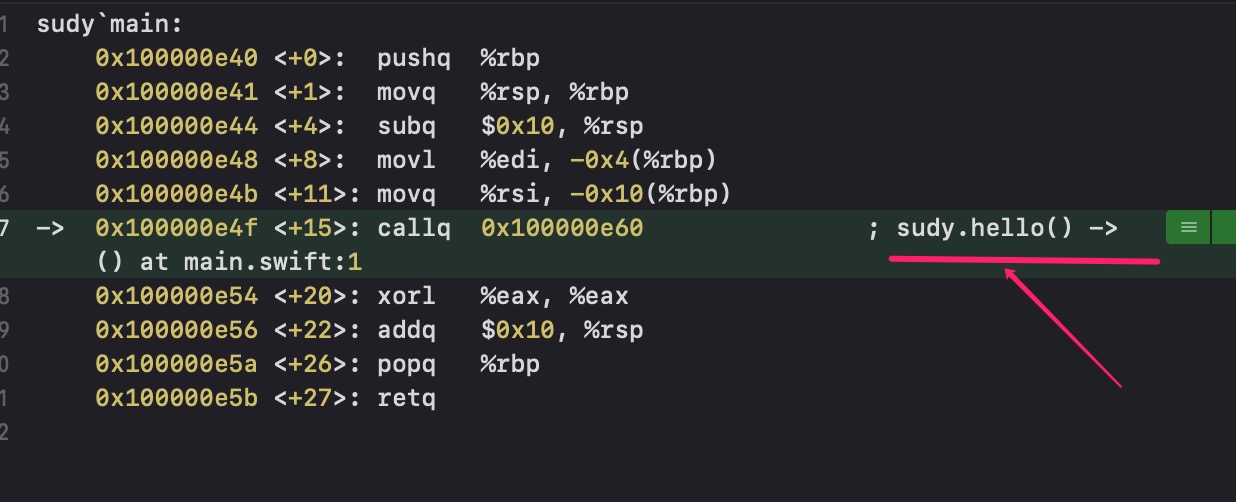 1 sudy`main:
2 0x100000e40 <+0>: pushq %rbp
3 0x100000e41 <+1>: movq %rsp, %rbp
4 0x100000e44 <+4>: subq $0x10, %rsp
5 0x100000e48 <+8>: movl %edi, -0x4(%rbp)
6 0x100000e4b <+11>: movq %rsi, -0x10(%rbp)
7 -> 0x100000e4f <+15>: callq 0x100000e60 ; sudy.hello() ->
() at main.swift:1
8 0x100000e54 <+20>: xorl %eax, %eax
9 0x100000e56 <+22>: addq $0x10, %rsp
0 0x100000e5a <+26>: popq %rbp
1 0x100000e5b <+27>: retq
2